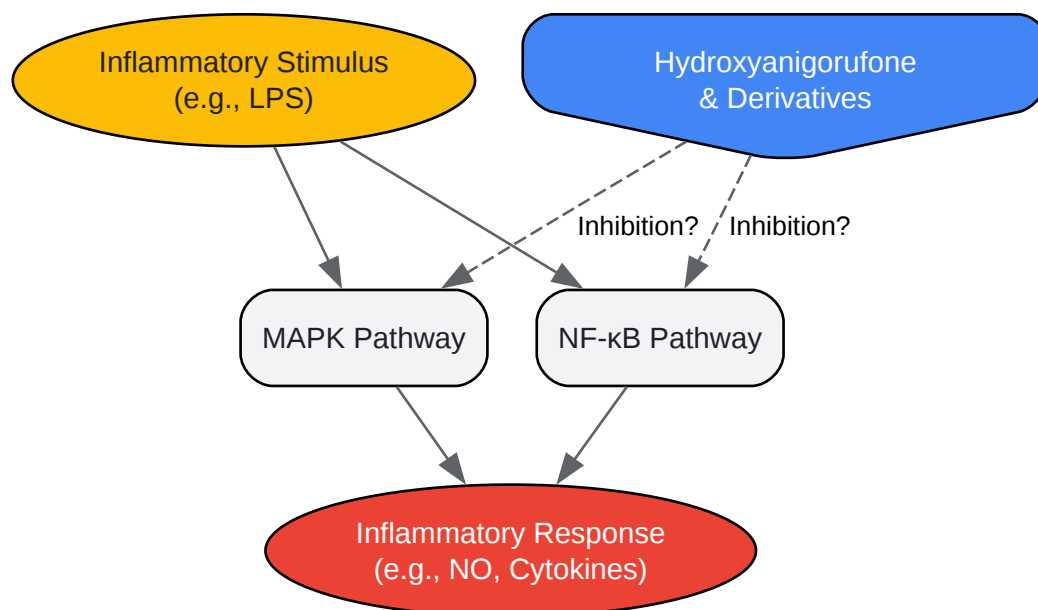 Inflammatory Stimulus
(e.g., LPS)
Hydroxyanigorufone
& Derivatives
Inhibition?
Inhibition?
MAPK Pathway
NF-κB Pathway
Inflammatory Response
(e.g., NO, Cytokines)